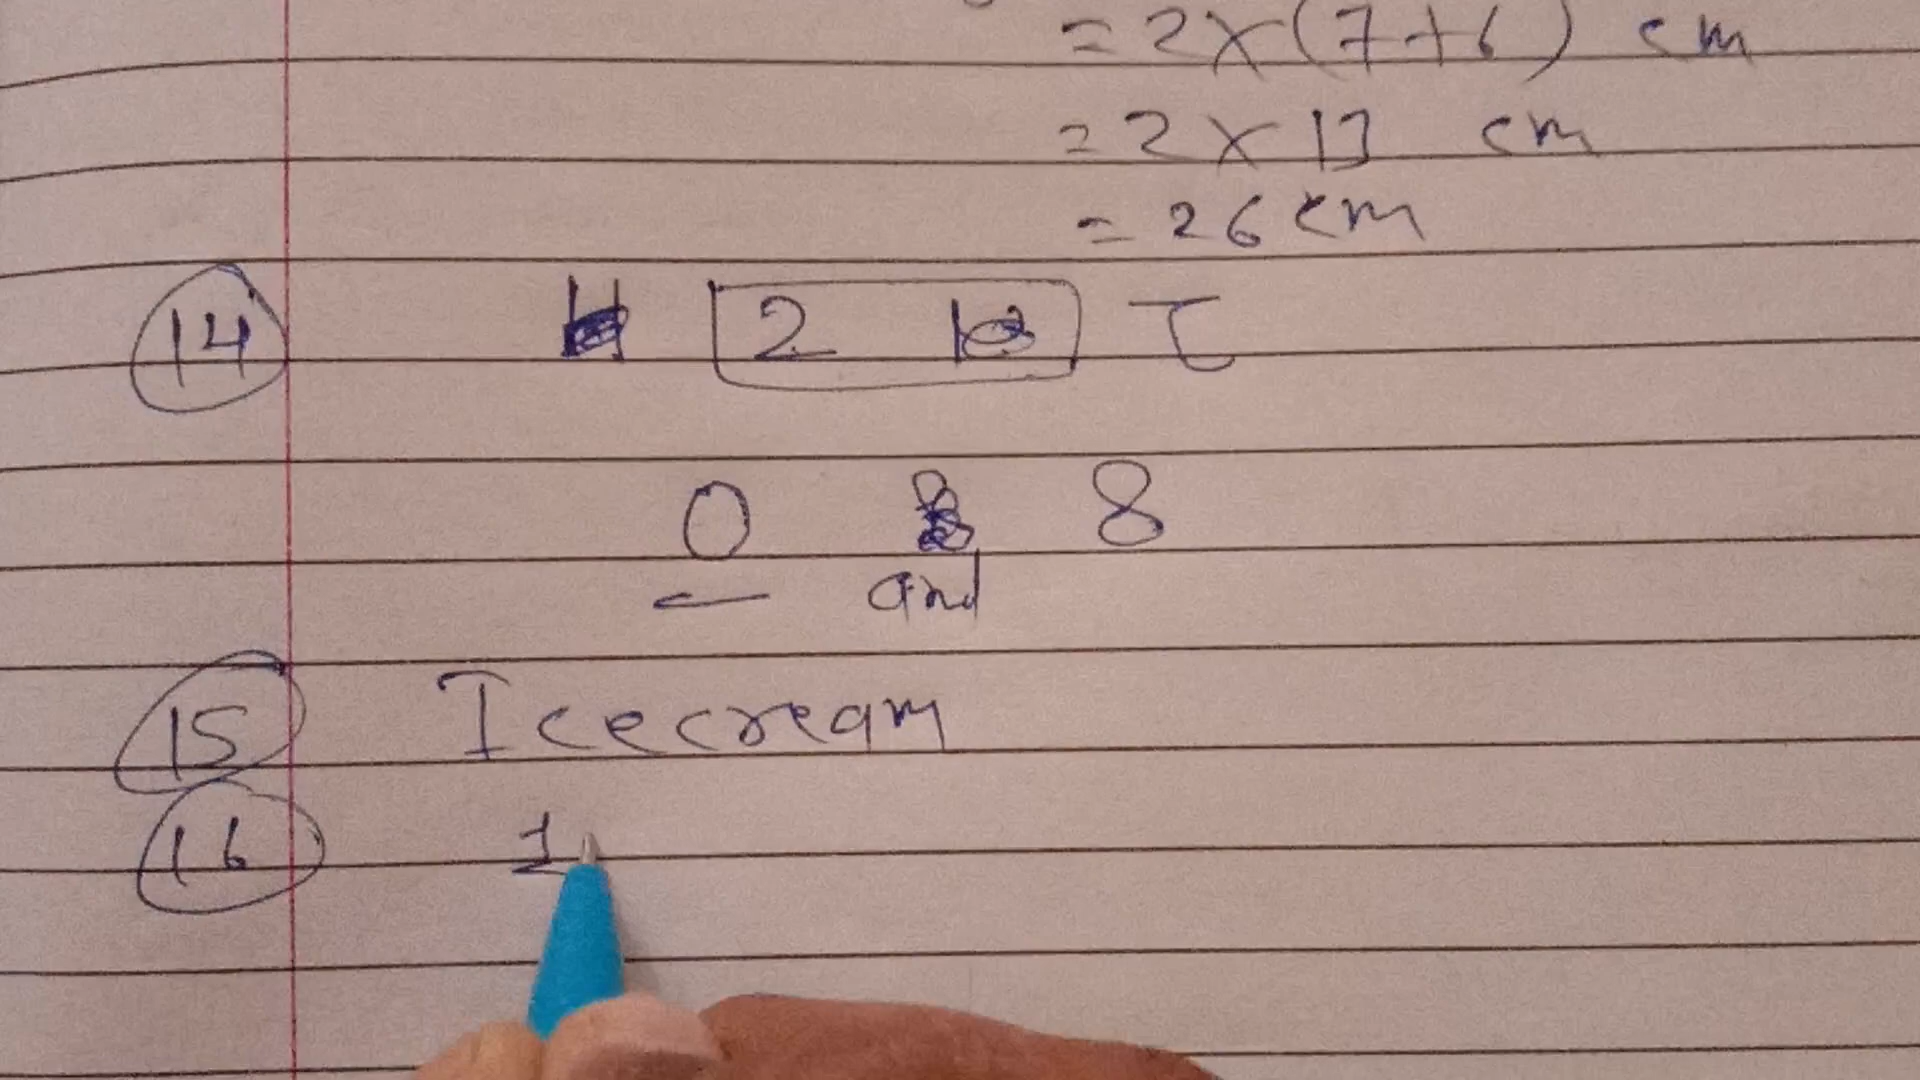 = 2 x (7+6) cm
= 2 x 13 cm
= 26 cm
14 2
0 8
and
15 Icecream
16 1